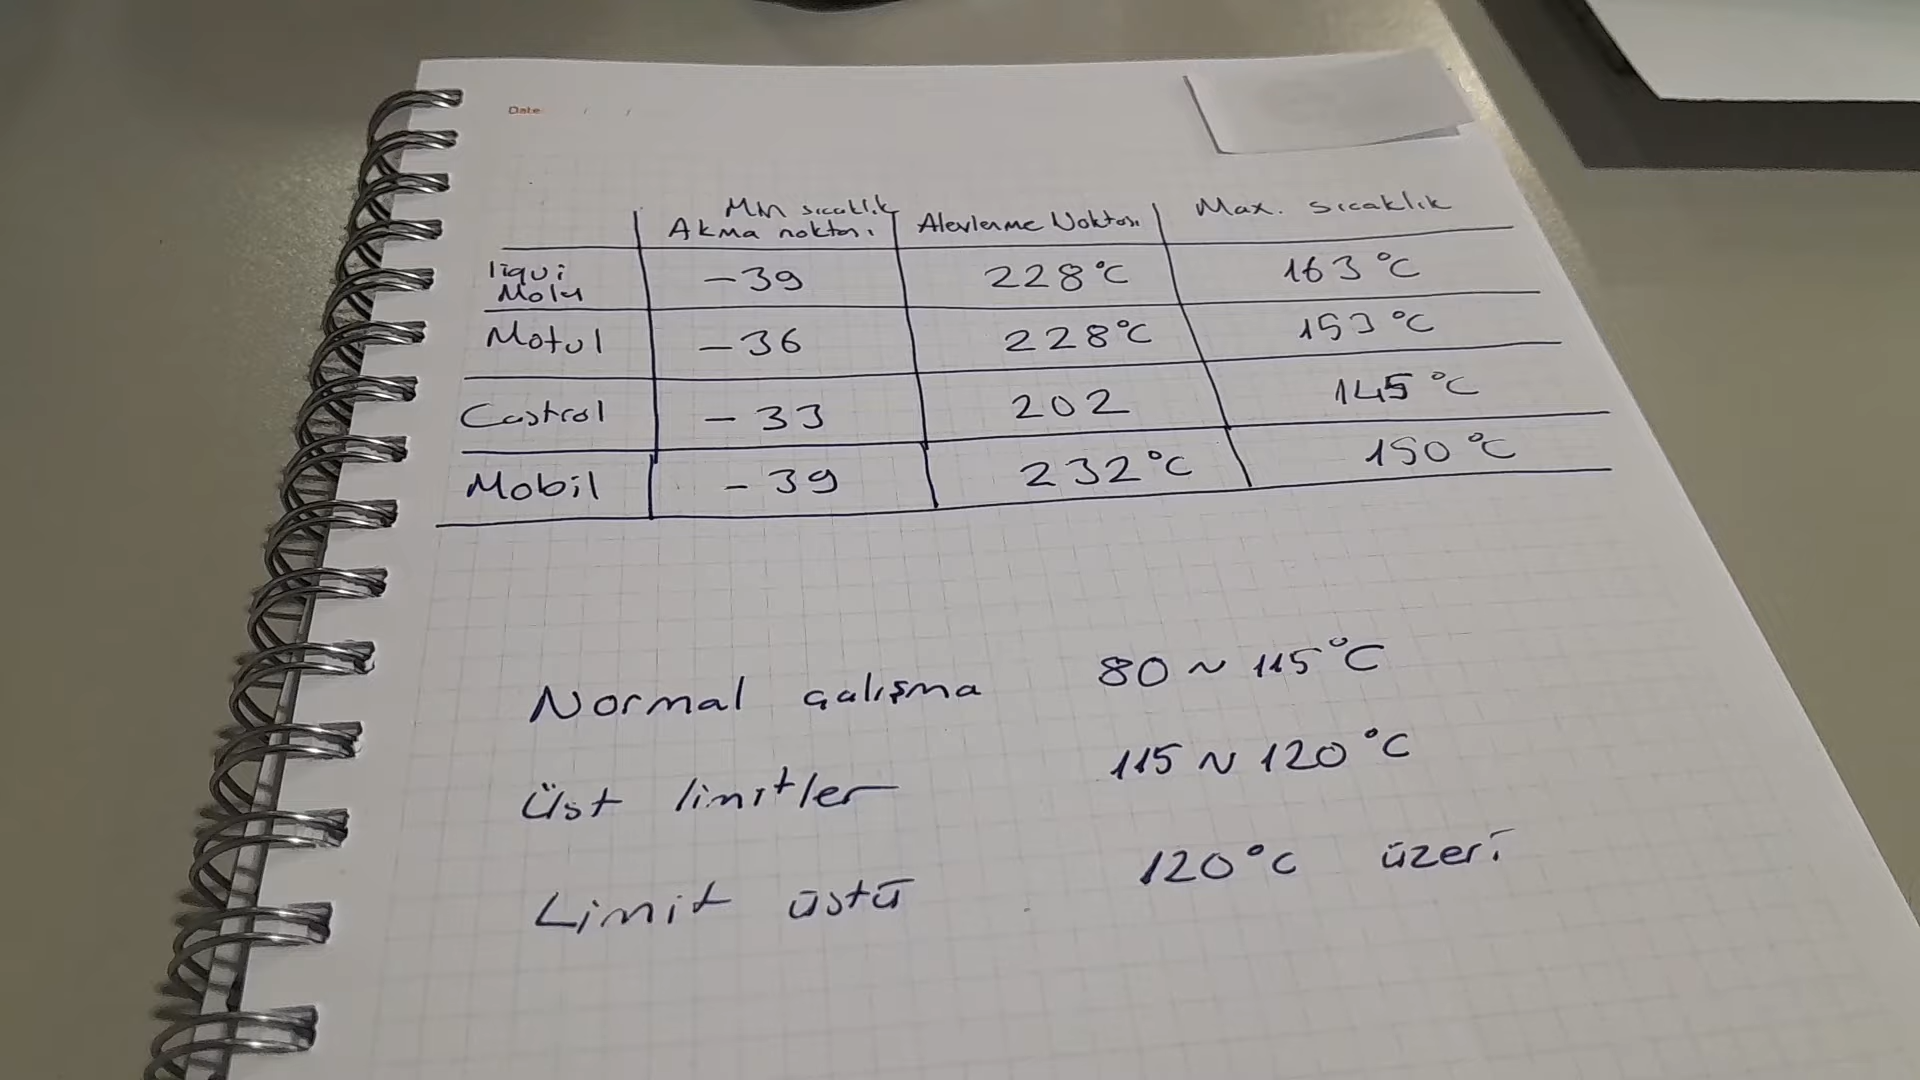 Date / /
Min sıcaklık
Akma noktası Alevlenme Noktası Max. sıcaklık
liqui Moly -39 228°C 163°C
Motul -36 228°C 153°C
Castrol -33 202 145°C
Mobil -39 232°C 150°C
Normal çalışma 80 ~ 115°C
Üst limitler 115 ~ 120°C
Limit üstü 120°C üzeri